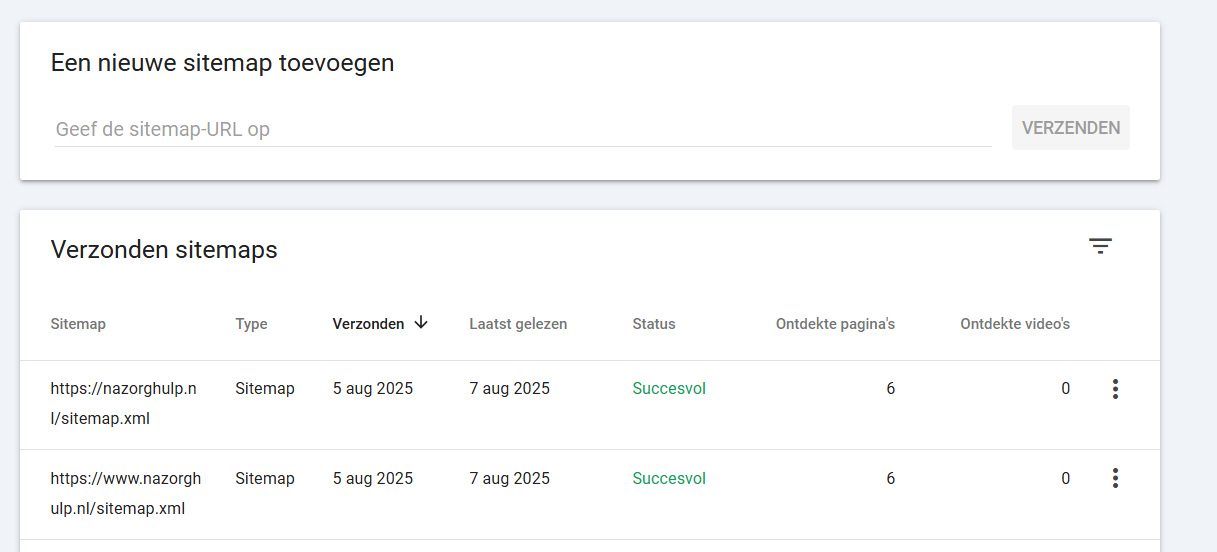 Een nieuwe sitemap toevoegen
Geef de sitemap-URL op
VERZENDEN
Verzonden sitemaps
Sitemap Type Verzonden ↓ Laatst gelezen Status Ontdekte pagina's Ontdekte video's
https://nazorghulp.n Sitemap 5 aug 2025 7 aug 2025 Succesvol 6 0
l/sitemap.xml
https://www.nazorgh Sitemap 5 aug 2025 7 aug 2025 Succesvol 6 0
ulp.nl/sitemap.xml